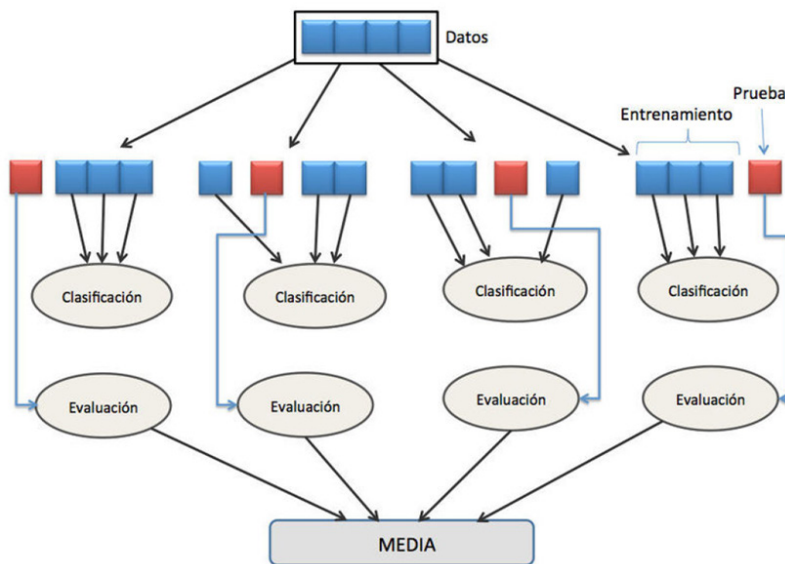 Datos
Prueba
Entrenamiento
Clasificación
Clasificación
Clasificación
Clasificación
Evaluación
Evaluación
Evaluación
Evaluación
MEDIA